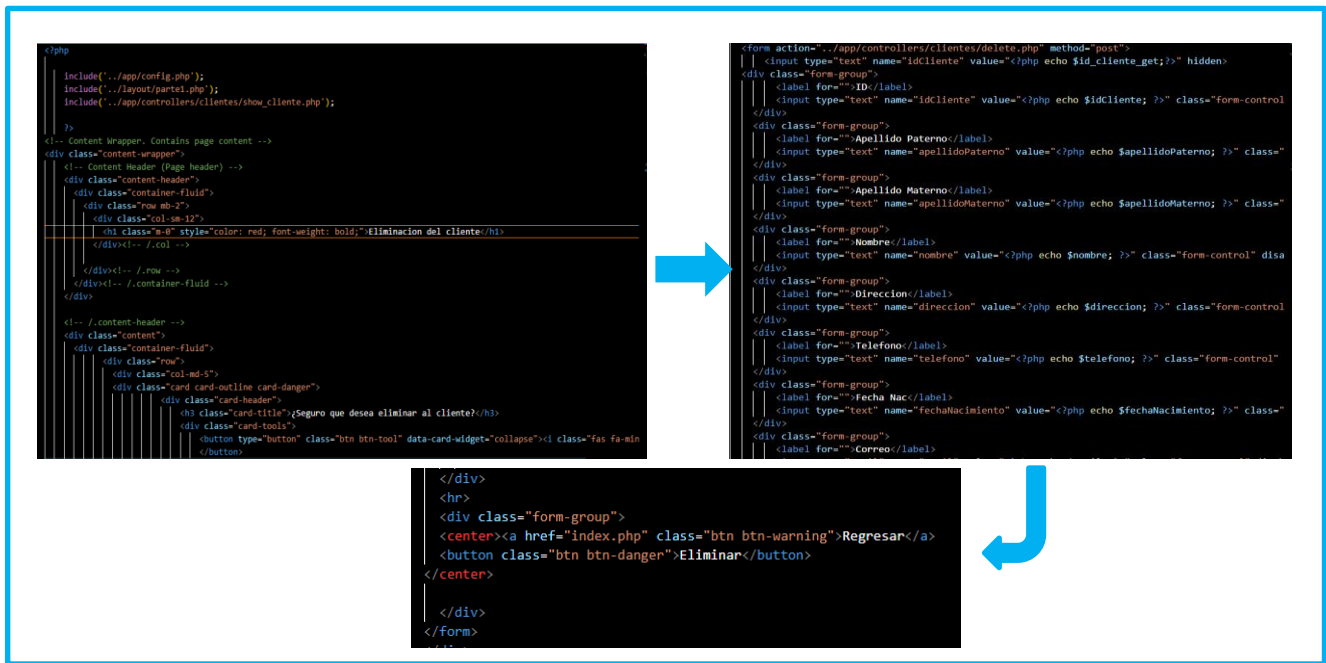 <?php
include('../app/config.php');
include('../layout/parte1.php');
include('../app/controllers/clientes/show_cliente.php');
?>
<!-- Content Wrapper. Contains page content -->
<div class="content-wrapper">
<!-- Content Header (Page header) -->
<div class="content-header">
<div class="container-fluid">
<div class="row mb-2">
<div class="col-sm-12">
<h1 class="m-0" style="color: red; font-weight: bold;">Eliminacion del cliente</h1>
</div><!-- /.col -->
</div><!-- /.row -->
</div><!-- /.container-fluid -->
</div>
<!-- /.content-header -->
<div class="content">
<div class="container-fluid">
<div class="row">
<div class="col-md-5">
<div class="card card-outline card-danger">
<div class="card-header">
<h3 class="card-title">¿Seguro que desea eliminar al cliente?</h3>
<div class="card-tools">
<button type="button" class="btn btn-tool" data-card-widget="collapse"><i class="fas fa-min
</button>
<form action="../app/controllers/clientes/delete.php" method="post">
<input type="text" name="idCliente" value="<?php echo $id_cliente_get;?>" hidden>
<div class="form-group">
<label for="">ID</label>
<input type="text" name="idCliente" value="<?php echo $idCliente; ?>" class="form-control
</div>
<div class="form-group">
<label for="">Apellido Paterno</label>
<input type="text" name="apellidoPaterno" value="<?php echo $apellidoPaterno; ?>" class="
</div>
<div class="form-group">
<label for="">Apellido Materno</label>
<input type="text" name="apellidoMaterno" value="<?php echo $apellidoMaterno; ?>" class="
</div>
<div class="form-group">
<label for="">Nombre</label>
<input type="text" name="nombre" value="<?php echo $nombre; ?>" class="form-control" disa
</div>
<div class="form-group">
<label for="">Direccion</label>
<input type="text" name="direccion" value="<?php echo $direccion; ?>" class="form-control
</div>
<div class="form-group">
<label for="">Telefono</label>
<input type="text" name="telefono" value="<?php echo $telefono; ?>" class="form-control"
</div>
<div class="form-group">
<label for="">Fecha Nac</label>
<input type="text" name="fechaNacimiento" value="<?php echo $fechaNacimiento; ?>" class="
</div>
<div class="form-group">
<label for="">Correo</label>
</div>
<hr>
<div class="form-group">
<center><a href="index.php" class="btn btn-warning">Regresar</a>
<button class="btn btn-danger">Eliminar</button>
</center>
</div>
</form>